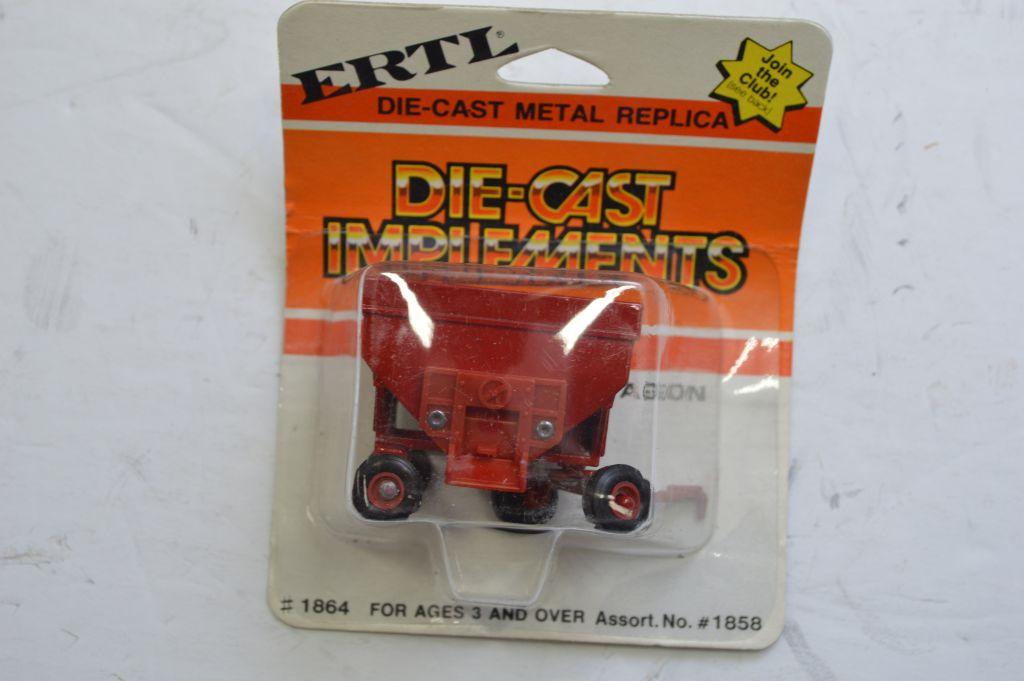 ERTL®
Join
the
Club!
(see back)
DIE-CAST METAL REPLICA
DIE-CAST
IMPLEMENTS
# 1864 FOR AGES 3 AND OVER Assort. No. #1858